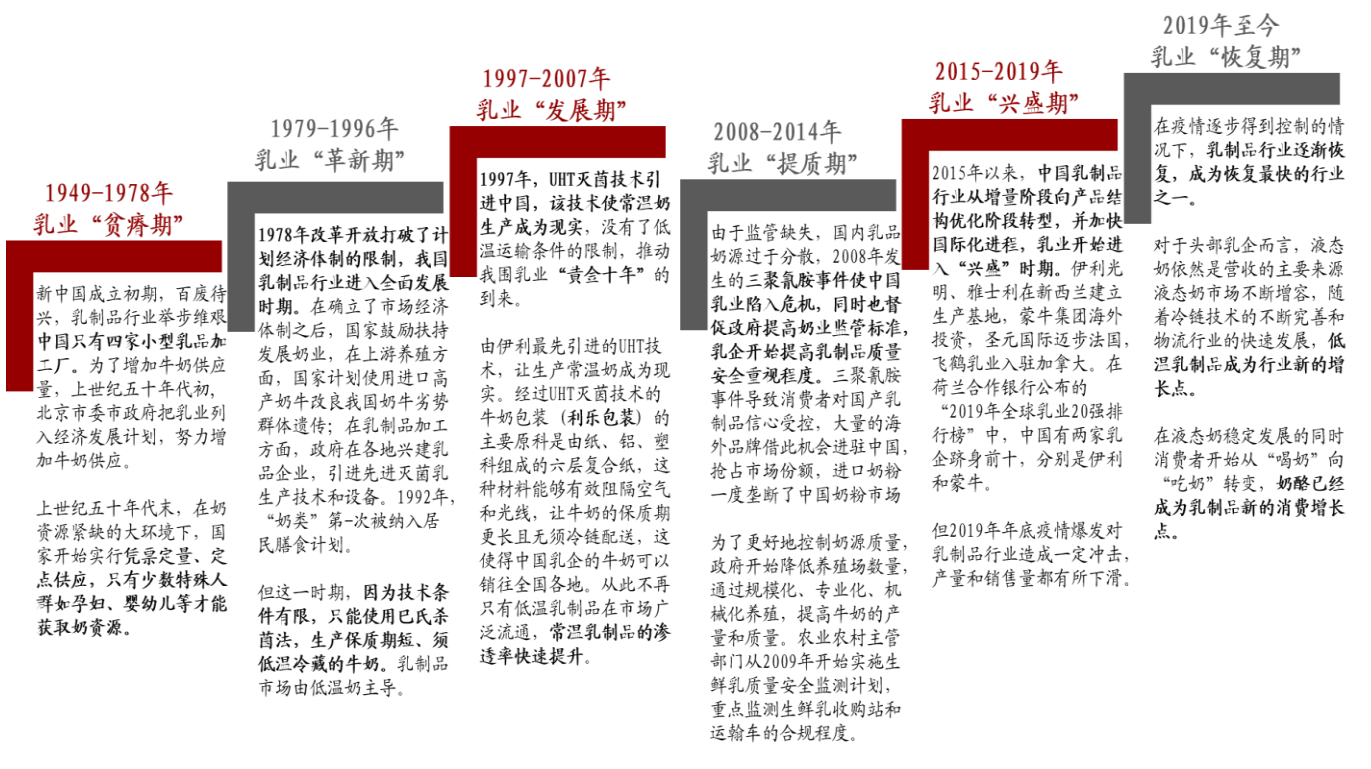 1949-1978年
乳业“贫瘠期”
新中国成立初期，百废待
兴，乳制品行业举步维艰
中国只有四家小型乳品加
工厂。为了增加牛奶供应
量，上世纪五十年代初，
北京市委市政府把乳业列
入经济发展计划，努力增
加牛奶供应。
上世纪五十年代末，在奶
资源紧缺的大环境下，国
家开始实行凭票定量、定
点供应，只有少数特殊人
群如孕妇、婴幼儿等才能
获取奶资源。
1979-1996年
乳业“革新期”
1978年改革开放打破了计
划经济体制的限制，我国
乳制品行业进入全面发展
时期。在确立了市场经济
体制之后，国家鼓励扶持
发展奶业，在上游养殖方
面，国家计划使用进口高
产奶牛改良我国奶牛劣势
群体遗传；在乳制品加工
方面，政府在各地兴建乳
品企业，引进先进灭菌乳
生产技术和设备。1992年，
“奶类”第-次被纳入居
民膳食计划。
但这一时期，因为技术条
件有限，只能使用巴氏杀
菌法，生产保质期短、须
低温冷藏的牛奶。乳制品
市场由低温奶主导。
1997-2007年
乳业“发展期”
1997年，UHT灭菌技术引
进中国，该技术使常温奶
生产成为现实，没有了低
温运输条件的限制，推动
我围乳业“黄金十年”的
到来。
由伊利最先引进的UHT技
术，让生产常温奶成为现
实。经过UHT灭菌技术的
牛奶包装（利乐包装）的
主要原科是由纸、铝、塑
科组成的六层复合纸，这
种材料能够有效阻隔空气
和光线，让牛奶的保质期
更长且无须冷链配送，这
使得中国乳企的牛奶可以
销往全国各地。从此不再
只有低温乳制品在市场广
泛流通，常温乳制品的渗
透率快速提升。
2008-2014年
乳业“提质期”
由于监管缺失，国内乳品
奶源过于分散，2008年发
生的三聚氰胺事件使中国
乳业陷入危机，同时也督
促政府提高奶业监管标准，
乳企开始提高乳制品质量
安全重视程度。三聚氰胺
事件导致消费者对国产乳
制品信心受控，大量的海
外品牌借此机会进驻中国，
抢占市场份额，进口奶粉
一度垄断了中国奶粉市场
为了更好地控制奶源质量，
政府开始降低养殖场数量，
通过规模化、专业化、机
械化养殖，提高牛奶的产
量和质量。农业农村主管
部门从2009年开始实施生
鲜乳质量安全监测计划，
重点监测生鲜乳收购站和
运输车的合规程度。
2015-2019年
乳业“兴盛期”
2015年以来，中国乳制品
行业从增量阶段向产品结
构优化阶段转型，并加快
国际化进程，乳业开始进
入“兴盛”时期。伊利光
明、雅士利在新西兰建立
生产基地，蒙牛集团海外
投资，圣元国际迈步法国，
飞鹤乳业入驻加拿大。在
荷兰合作银行公布的
“2019年全球乳业20强排
行榜”中，中国有两家乳
企跻身前十，分别是伊利
和蒙牛。
但2019年年底疫情爆发对
乳制品行业造成一定冲击，
产量和销售量都有所下滑。
2019年至今
乳业“恢复期”
在疫情逐步得到控制的情
况下，乳制品行业逐渐恢
复，成为恢复最快的行业
之一。
对于头部乳企而言，液态
奶依然是营收的主要来源
液态奶市场不断增容，随
着冷链技术的不断完善和
物流行业的快速发展，低
温乳制品成为行业新的增
长点。
在液态奶稳定发展的同时
消费者开始从“喝奶”向
“吃奶”转变，奶酪已经
成为乳制品新的消费增长
点。